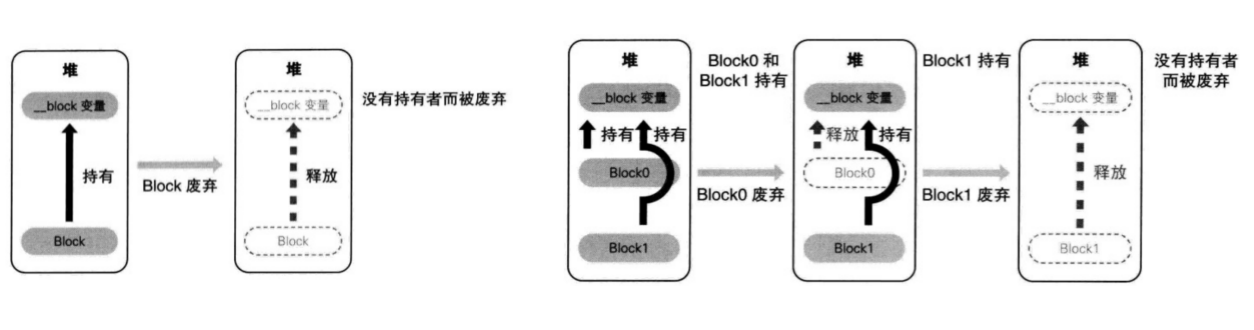 堆
__block 变量
持有
Block
Block 废弃
堆
__block 变量
释放
Block
没有持有者而被废弃
堆
__block 变量
持有 持有
Block0
Block1
Block0 和
Block1 持有
Block0 废弃
堆
__block 变量
释放 持有
Block0
Block1
Block1 持有
Block1 废弃
堆
__block 变量
释放
Block1
没有持有者
而被废弃